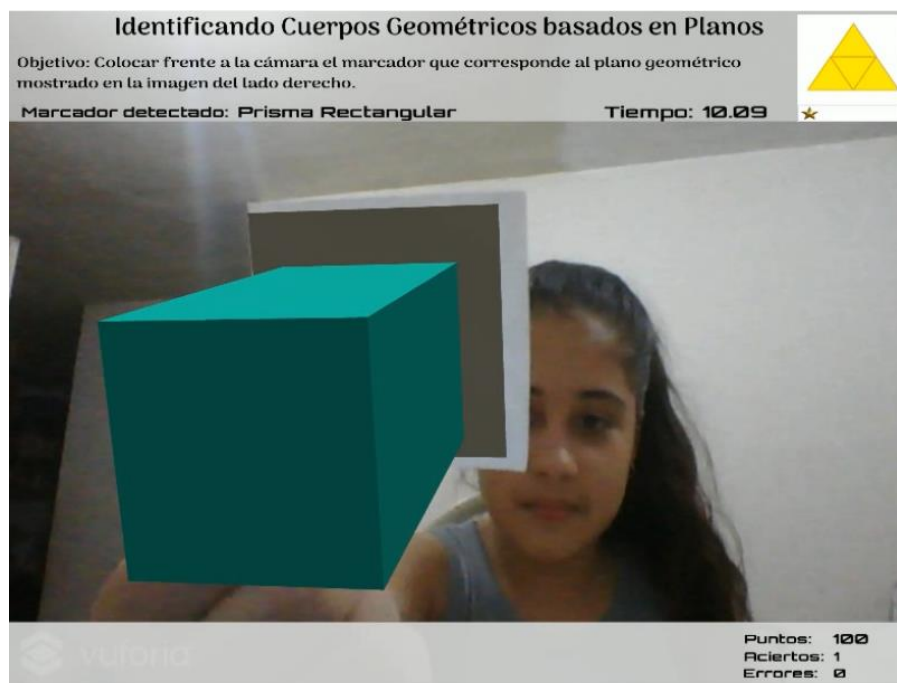 Identificando Cuerpos Geométricos basados en Planos
Objetivo: Colocar frente a la cámara el marcador que corresponde al plano geométrico
mostrado en la imagen del lado derecho.
Marcador detectado: Prisma Rectangular
Tiempo: 10.09
vuforia
Puntos: 100
Aciertos: 1
Errores: 0